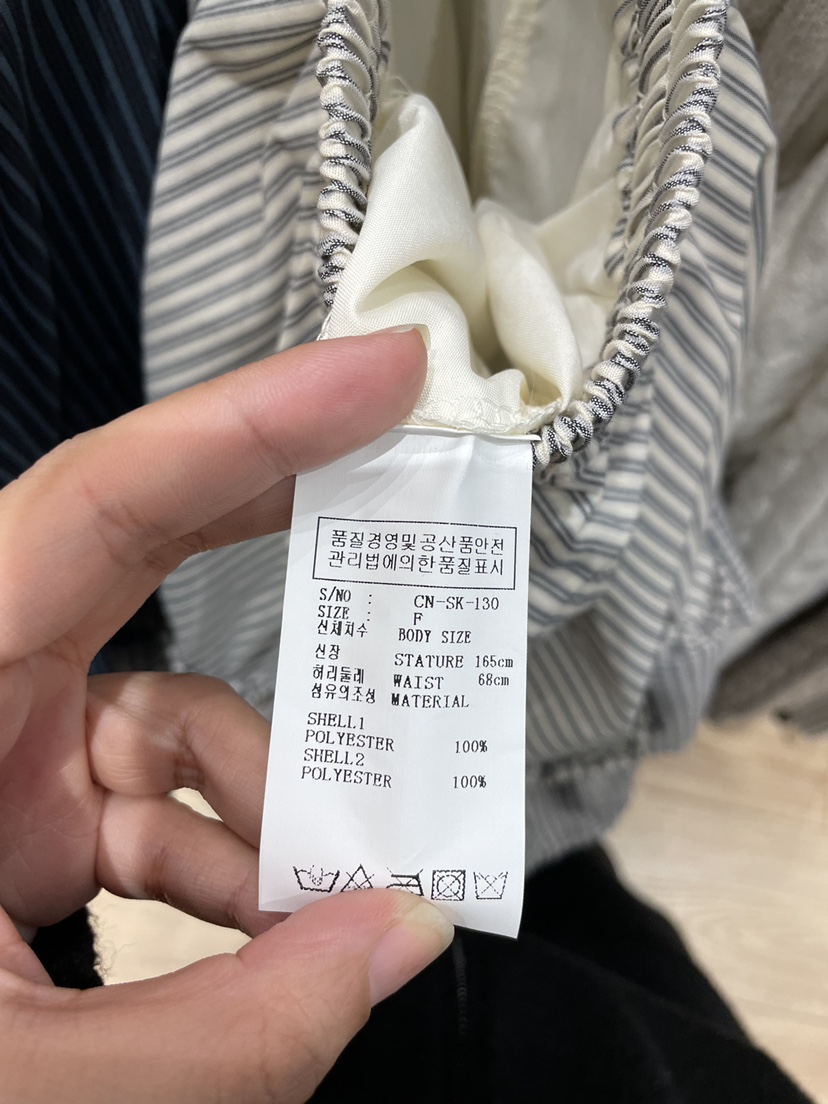 품질경영및공산품안전
관리법에의한품질표시
S/NO : CN-SK-130
SIZE : F
신체치수 BODY SIZE
신장 STATURE 165cm
허리둘레 WAIST 68cm
섬유의조성 MATERIAL
SHELL1
POLYESTER 100%
SHELL2
POLYESTER 100%